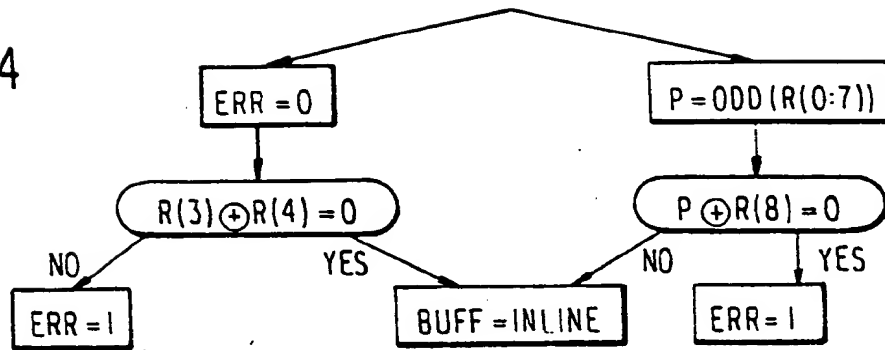 4
ERR = 0
P = ODD (R(0:7))
R(3) ⊕ R(4) = 0
P ⊕ R(8) = 0
NO
YES
NO
YES
ERR = 1
BUFF = INLINE
ERR = 1